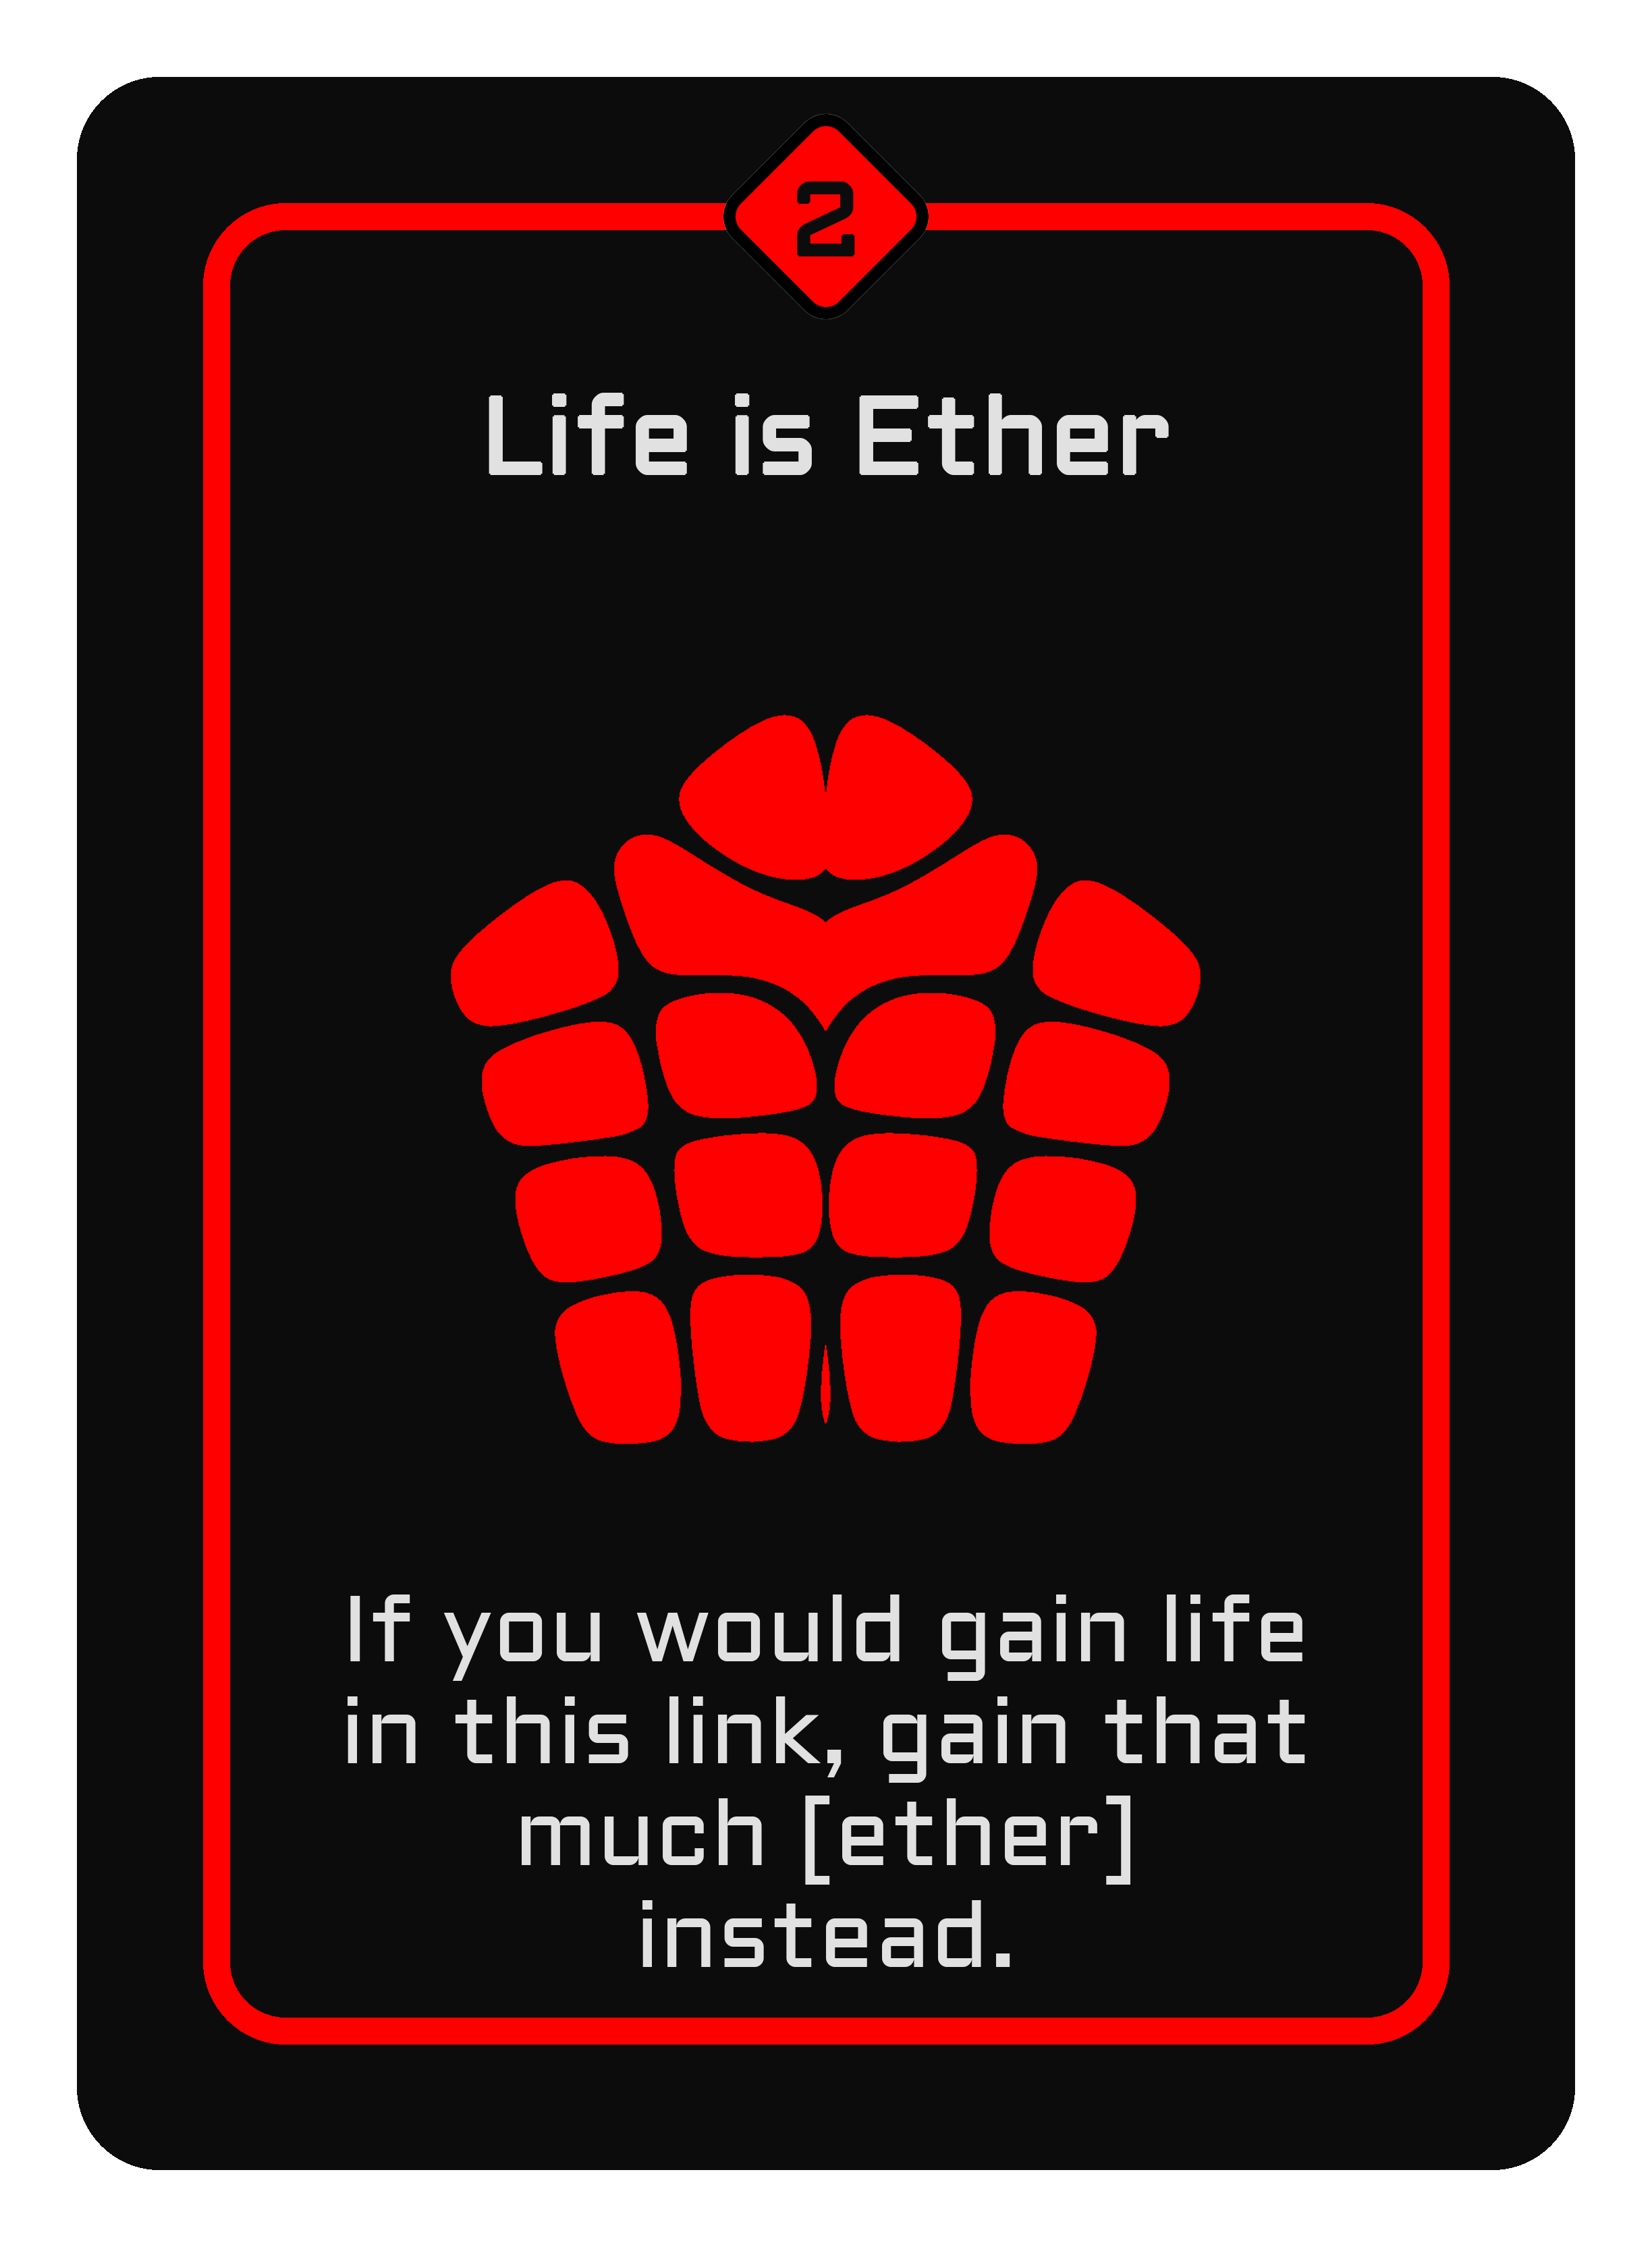 2
Life is Ether
If you would gain life
in this link, gain that
much [ether]
instead.